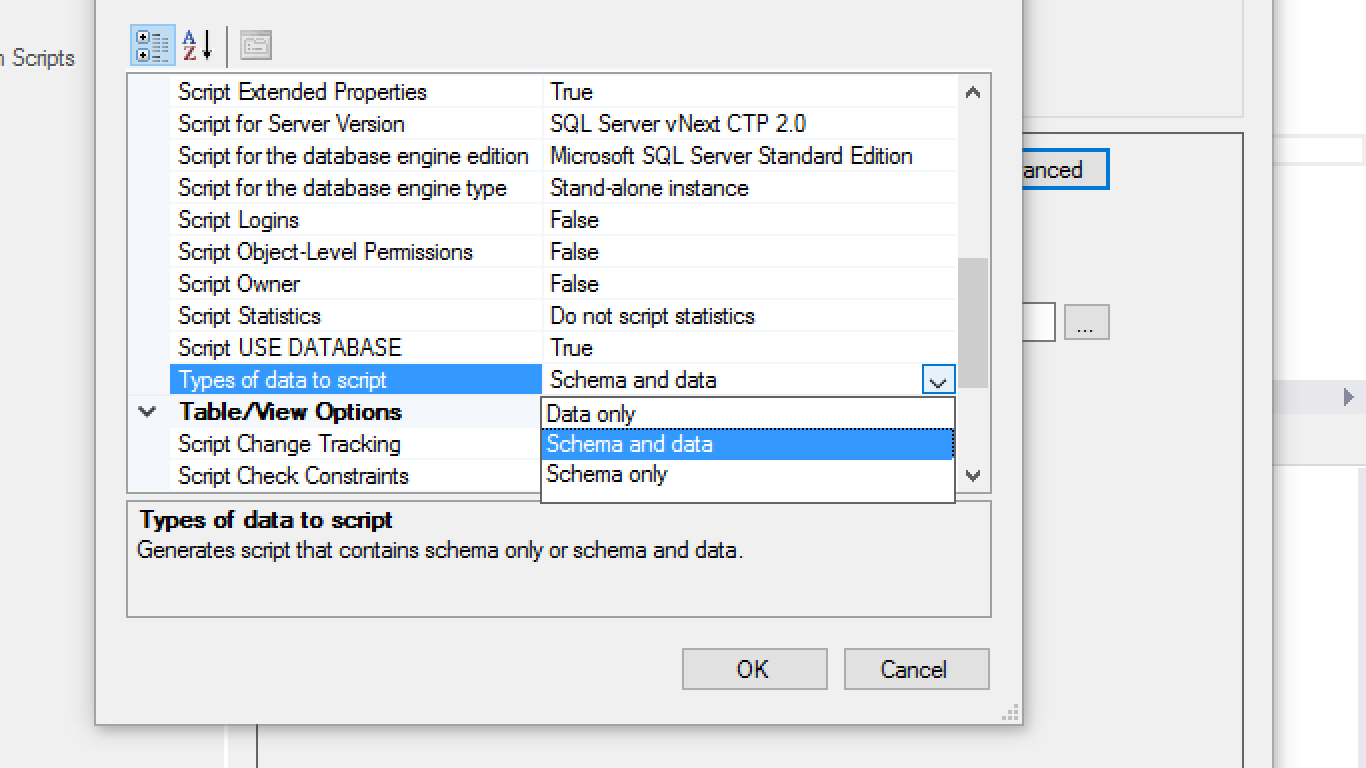 Scripts
Script Extended Properties True
Script for Server Version SQL Server vNext CTP 2.0
Script for the database engine edition Microsoft SQL Server Standard Edition
Script for the database engine type Stand-alone instance
anced
Script Logins False
Script Object-Level Permissions False
Script Owner False
Script Statistics Do not script statistics
...
Script USE DATABASE True
Types of data to script Schema and data
Table/View Options Data only
Script Change Tracking Schema and data
Script Check Constraints Schema only
Types of data to script
Generates script that contains schema only or schema and data.
OK Cancel